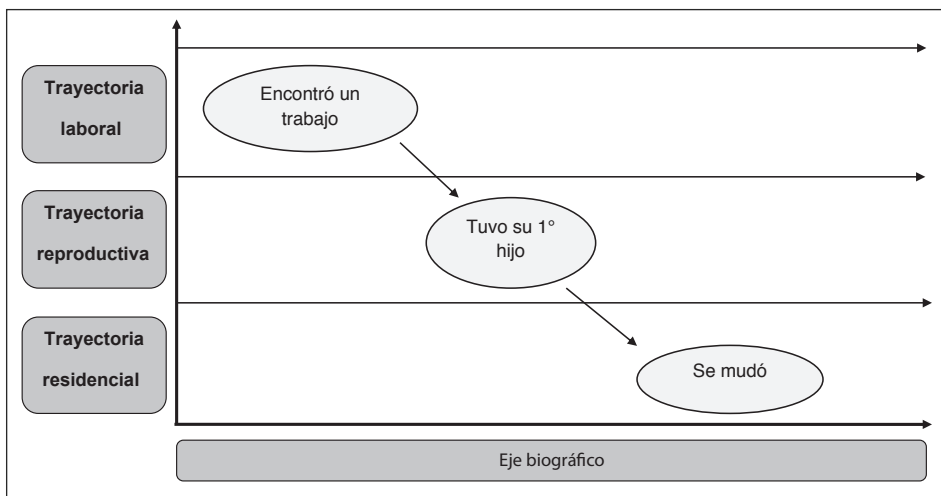 Trayectoria
laboral
Encontró un
trabajo
Trayectoria
reproductiva
Tuvo su 1°
hijo
Trayectoria
residencial
Se mudó
Eje biográfico